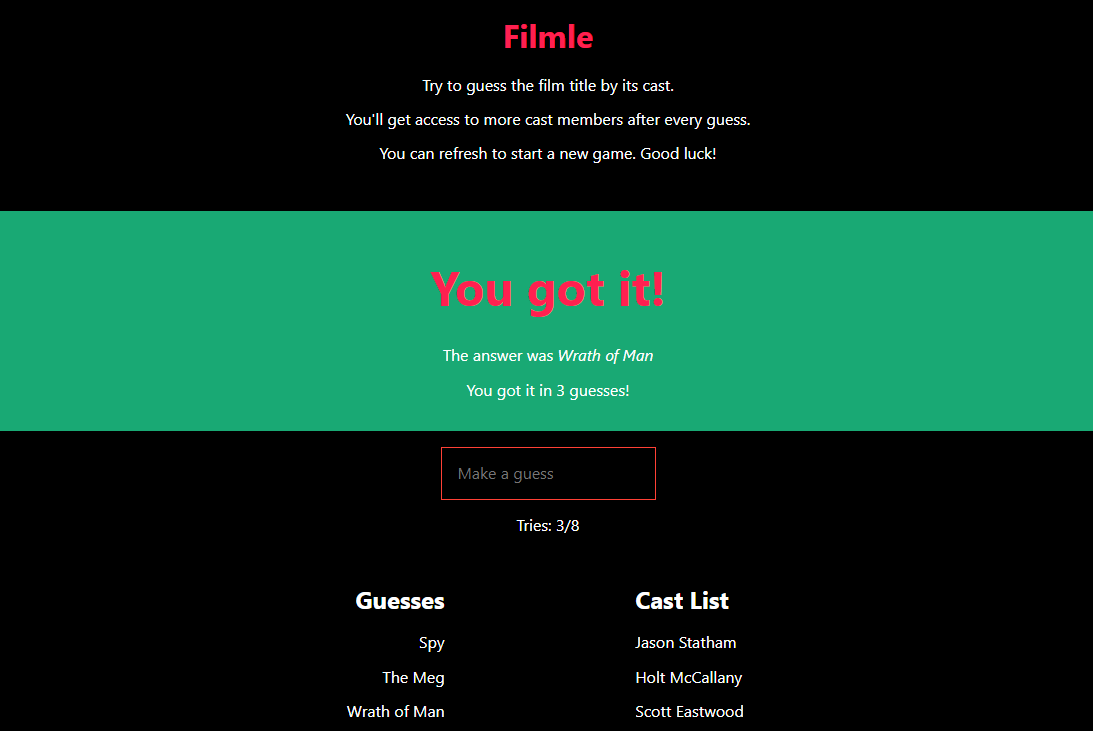 Filmle
Try to guess the film title by its cast.
You'll get access to more cast members after every guess.
You can refresh to start a new game. Good luck!
You got it!
The answer was Wrath of Man
You got it in 3 guesses!
Make a guess
Tries: 3/8
Guesses
Spy
The Meg
Wrath of Man
Cast List
Jason Statham
Holt McCallany
Scott Eastwood